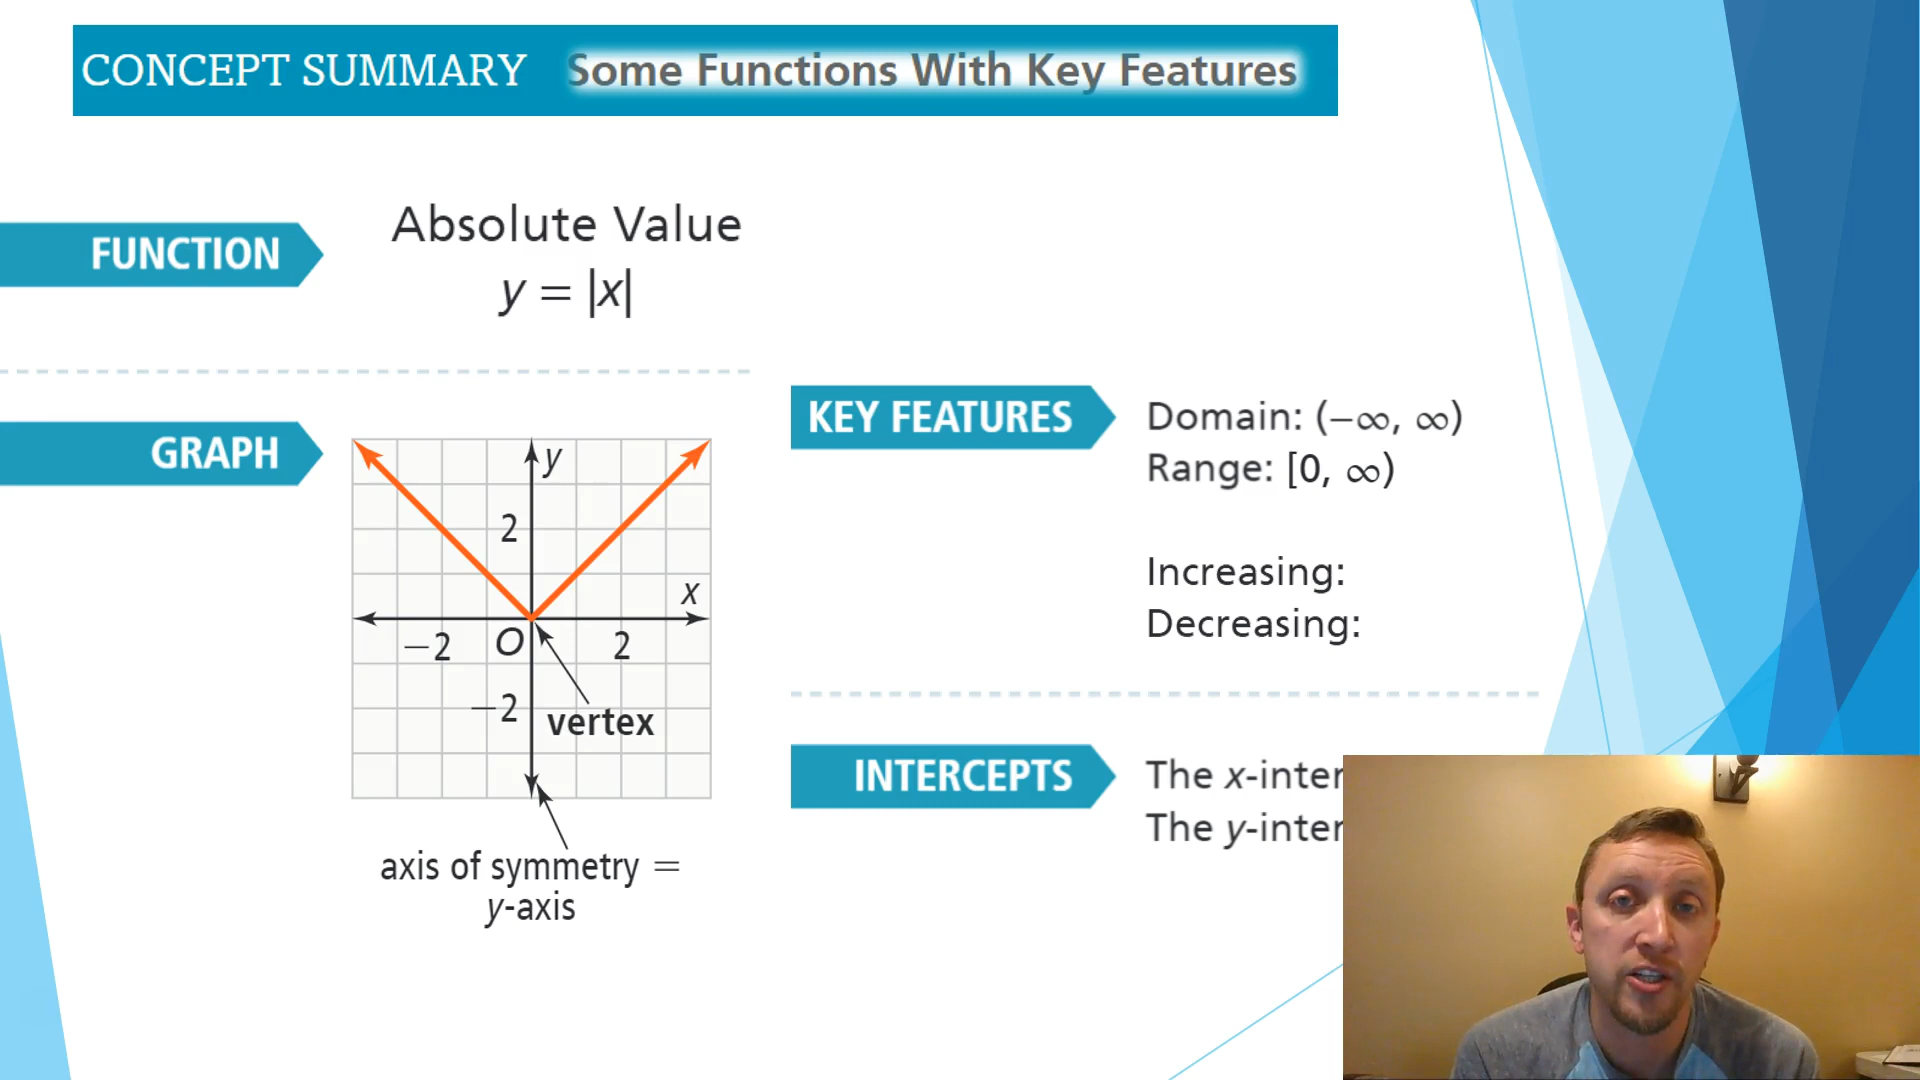 CONCEPT SUMMARY Some Functions With Key Features
FUNCTION
Absolute Value
y = |x|
GRAPH
y
2
x
−2 O 2
−2
vertex
axis of symmetry =
y-axis
KEY FEATURES
Domain: (−∞, ∞)
Range: [0, ∞)
Increasing:
Decreasing:
INTERCEPTS
The x-inter
The y-inter